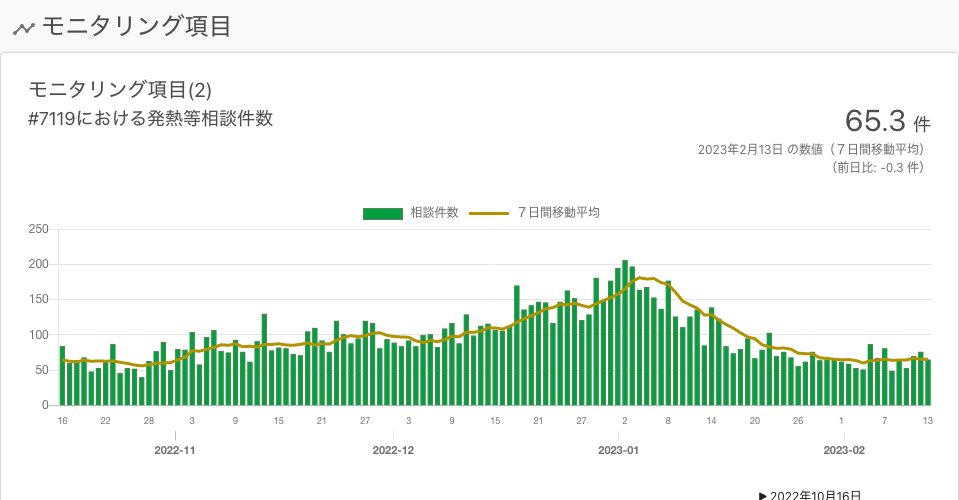 モニタリング項目
モニタリング項目(2)
#7119における発熱等相談件数
65.3 件
2023年2月13日 の数値（７日間移動平均）
（前日比: -0.3 件）
相談件数 ７日間移動平均
250
200
150
100
50
0
16 22 28 3 9 15 21 27 3 9 15 21 27 2 8 14 20 26 1 7 13
2022-11 2022-12 2023-01 2023-02
▶ 2022年10月16日